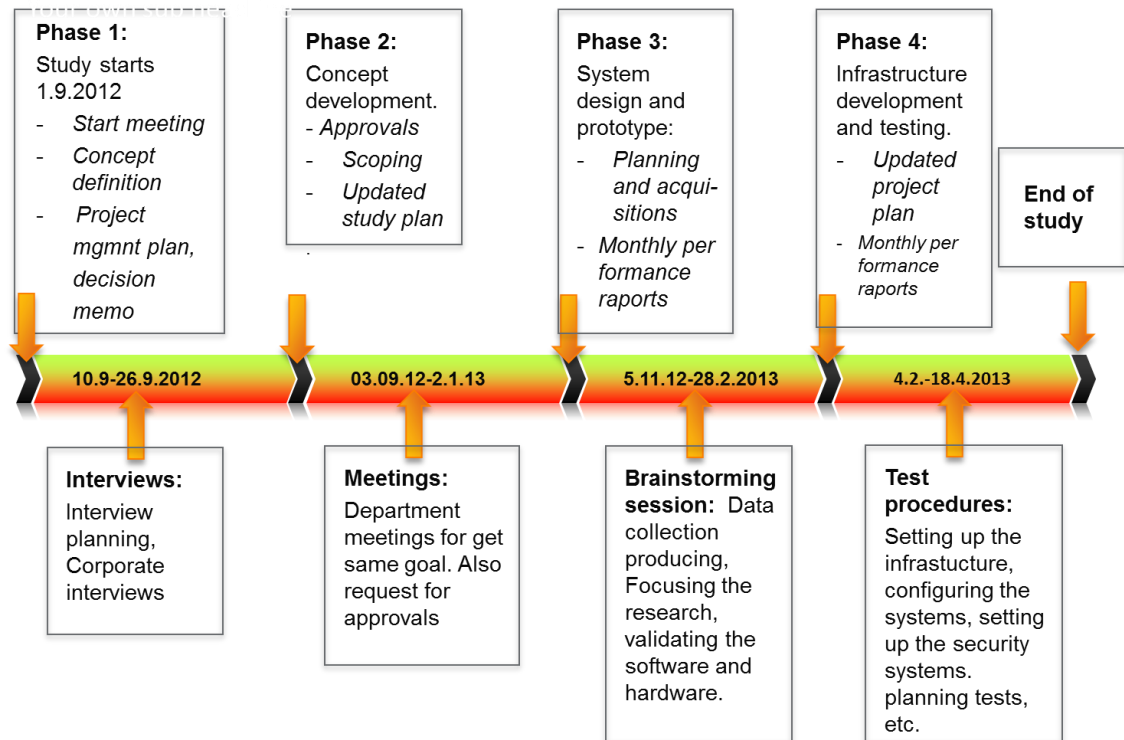 Phase 1:
Study starts
1.9.2012
- Start meeting
- Concept
definition
- Project
mgmnt plan,
decision
memo
Phase 2:
Concept
development.
- Approvals
- Scoping
- Updated
study plan
.
Phase 3:
System
design and
prototype:
- Planning
and acqui-
sitions
- Monthly per
formance
raports
Phase 4:
Infrastructure
development
and testing.
- Updated
project
plan
- Monthly per
formance
raports
End of
study
10.9-26.9.2012
03.09.12-2.1.13
5.11.12-28.2.2013
4.2.-18.4.2013
Interviews:
Interview
planning,
Corporate
interviews
Meetings:
Department
meetings for get
same goal. Also
request for
approvals
Brainstorming
session: Data
collection
producing,
Focusing the
research,
validating the
software and
hardware.
Test
procedures:
Setting up the
infrastucture,
configuring the
systems, setting
up the security
systems.
planning tests,
etc.